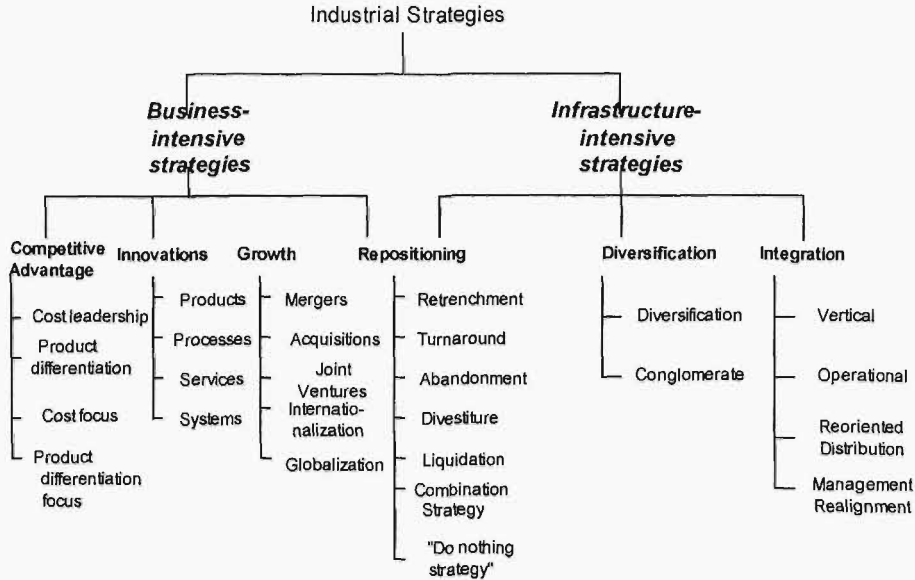 Industrial Strategies
Business-
intensive
strategies
Infrastructure-
intensive
strategies
Competitive
Advantage
Cost leadership
Product
differentiation
Cost focus
Product
differentiation
focus
Innovations
Products
Processes
Services
Systems
Growth
Mergers
Acquisitions
Joint
Ventures
Internatio-
nalization
Globalization
Repositioning
Retrenchment
Turnaround
Abandonment
Divestiture
Liquidation
Combination
Strategy
"Do nothing
strategy"
Diversification
Diversification
Conglomerate
Integration
Vertical
Operational
Reoriented
Distribution
Management
Realignment